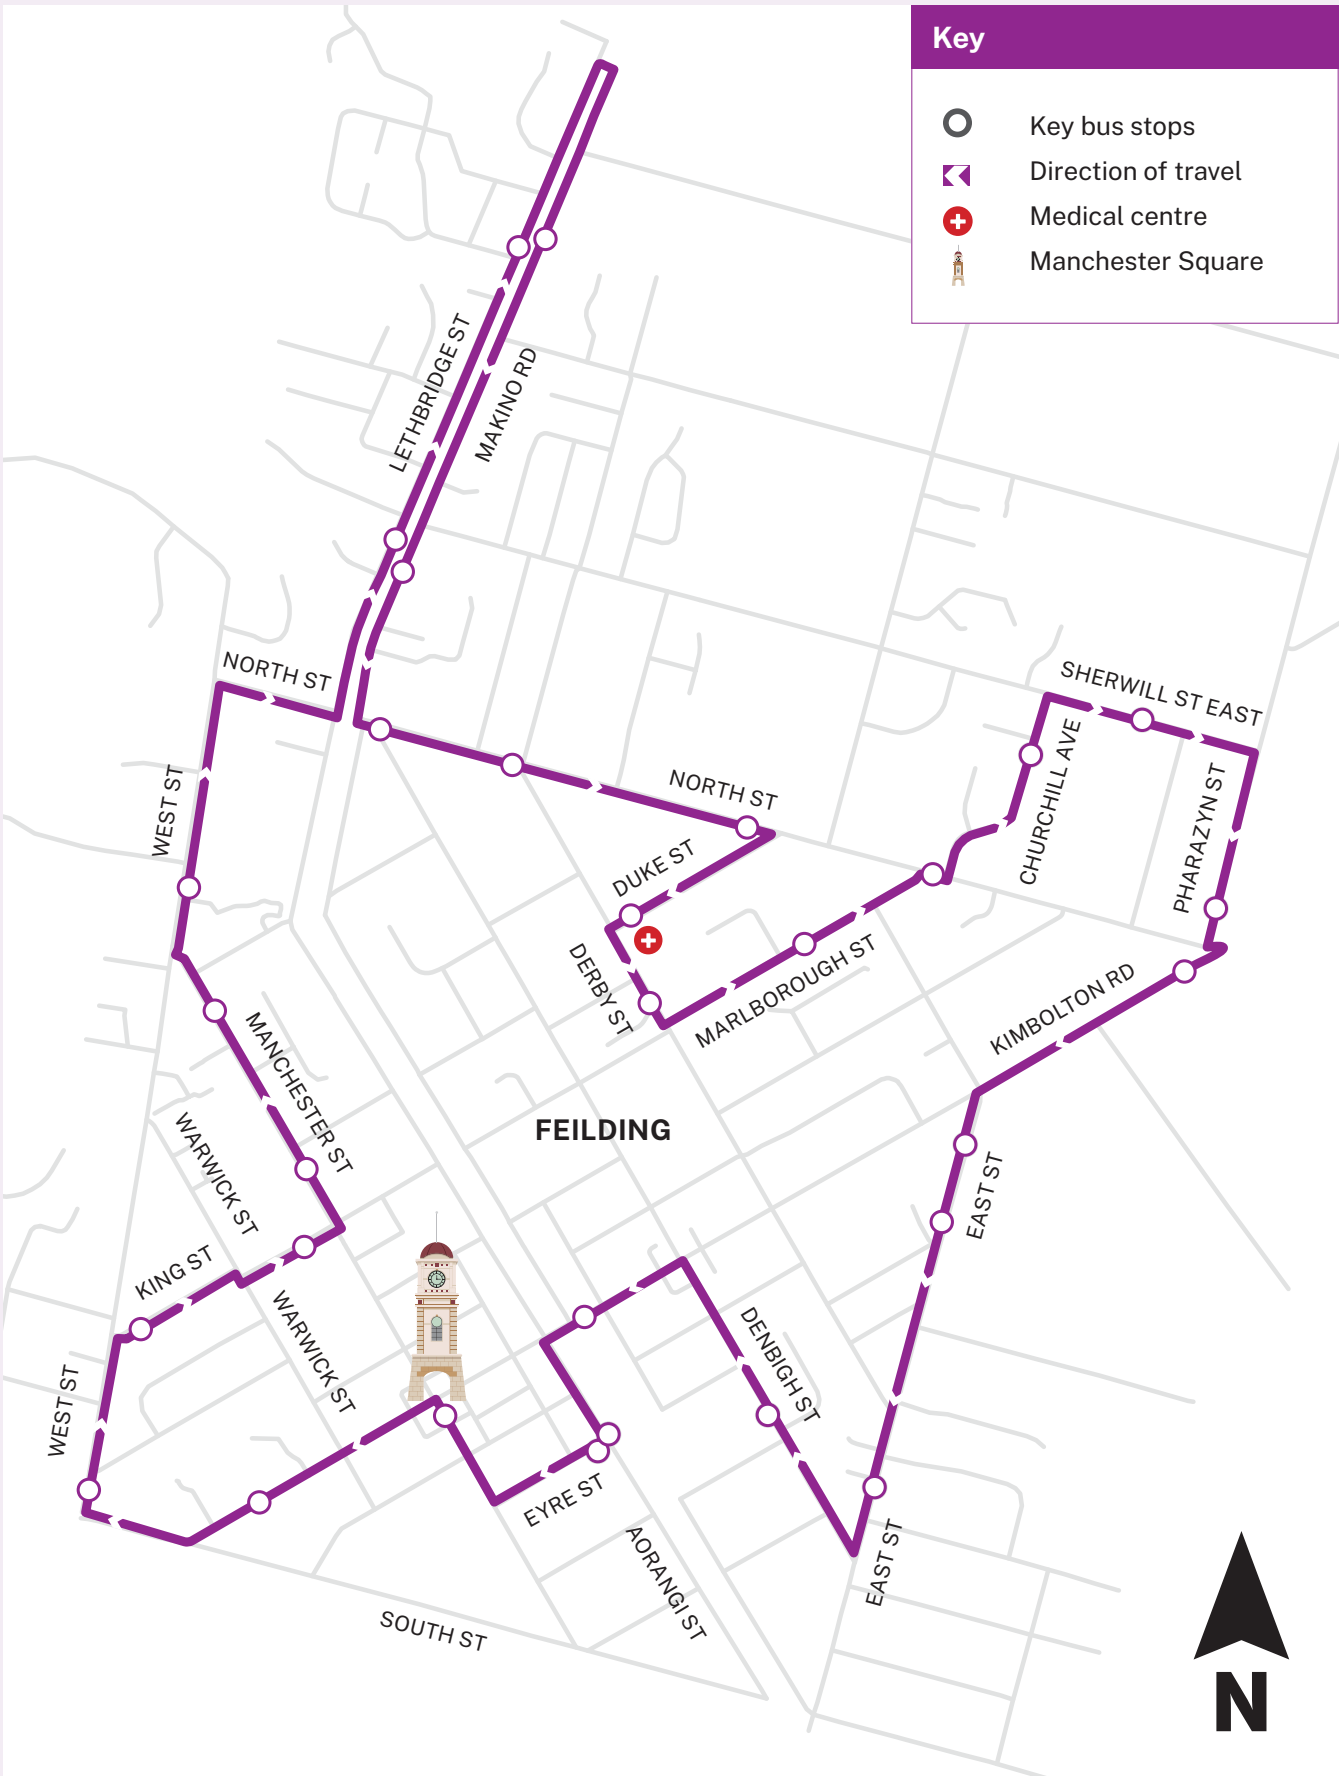 Key
Key bus stops
Direction of travel
Medical centre
Manchester Square
LETHBRIDGE ST
MAKINO RD
NORTH ST
SHERWILL ST EAST
CHURCHILL AVE
PHARAZYN ST
NORTH ST
WEST ST
DUKE ST
DERBY ST
MARLBOROUGH ST
KIMBOLTON RD
MANCHESTER ST
WARWICK ST
FEILDING
EAST ST
KING ST
WARWICK ST
DENBIGH ST
WEST ST
EYRE ST
AORANGI ST
EAST ST
SOUTH ST
N